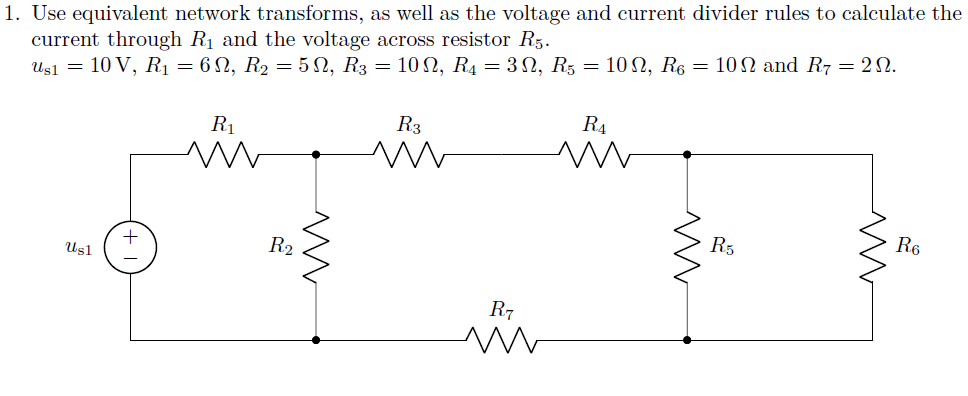 1. Use equivalent network transforms, as well as the voltage and current divider rules to calculate the
current through R₁ and the voltage across resistor R₅.
uₛ₁ = 10 V, R₁ = 6 Ω, R₂ = 5 Ω, R₃ = 10 Ω, R₄ = 3 Ω, R₅ = 10 Ω, R₆ = 10 Ω and R₇ = 2 Ω.
R₁ R₃ R₄
uₛ₁ + − R₂ R₅ R₆
R₇